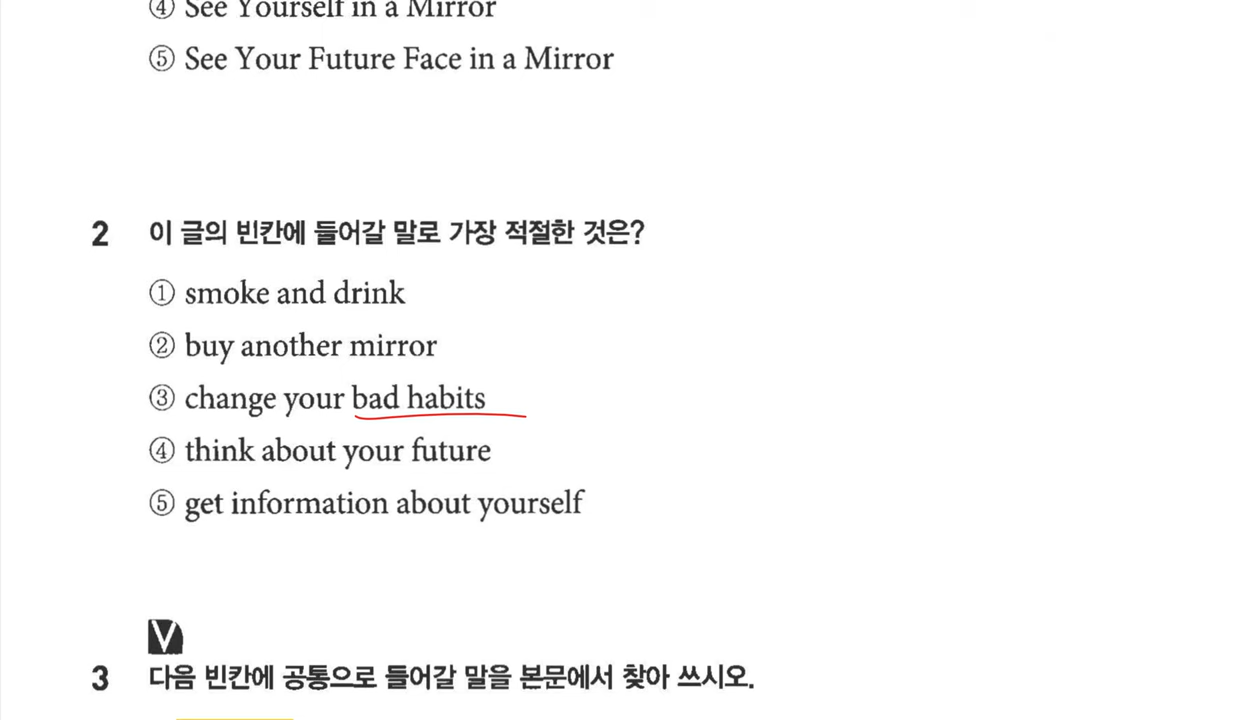 ④ See Yourself in a Mirror
⑤ See Your Future Face in a Mirror
2 이 글의 빈칸에 들어갈 말로 가장 적절한 것은?
① smoke and drink
② buy another mirror
③ change your bad habits
④ think about your future
⑤ get information about yourself
V
3 다음 빈칸에 공통으로 들어갈 말을 본문에서 찾아 쓰시오.